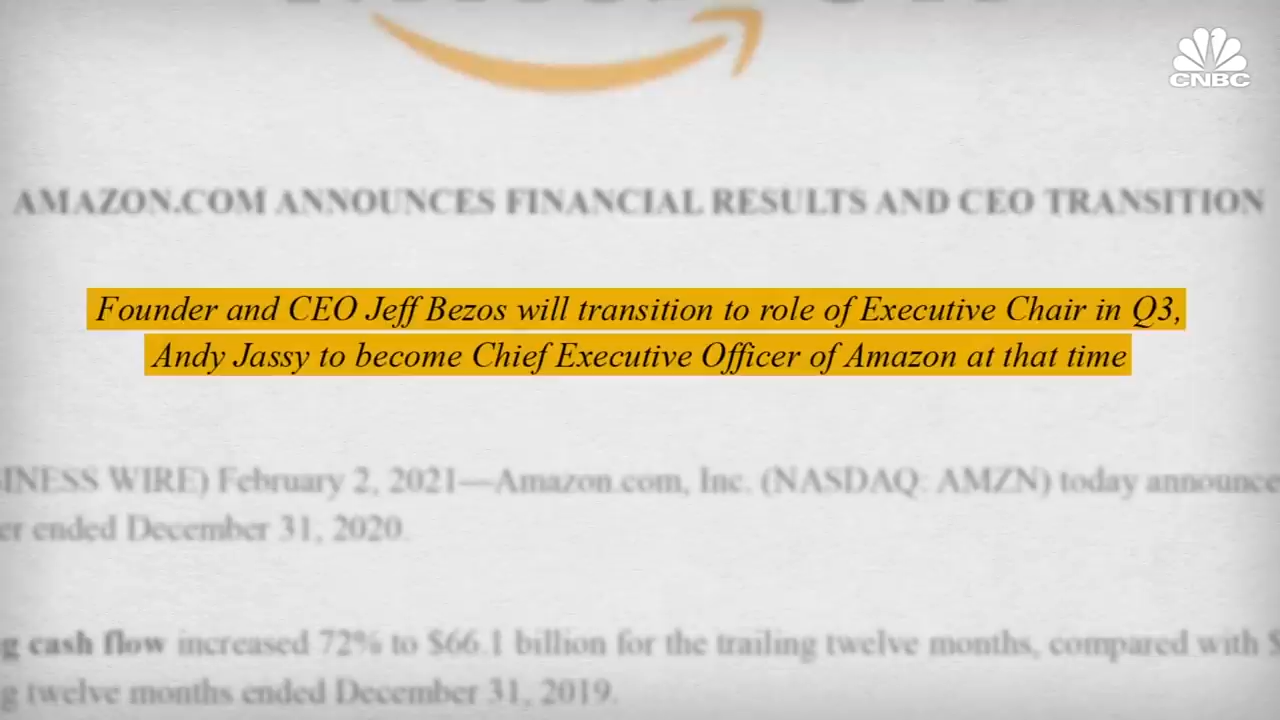 CNBC
AMAZON.COM ANNOUNCES FINANCIAL RESULTS AND CEO TRANSITION
Founder and CEO Jeff Bezos will transition to role of Executive Chair in Q3,
Andy Jassy to become Chief Executive Officer of Amazon at that time
INESS WIRE) February 2, 2021—Amazon.com, Inc. (NASDAQ: AMZN) today announce
er ended December 31, 2020.
g cash flow increased 72% to $66.1 billion for the trailing twelve months, compared with $
g twelve months ended December 31, 2019.